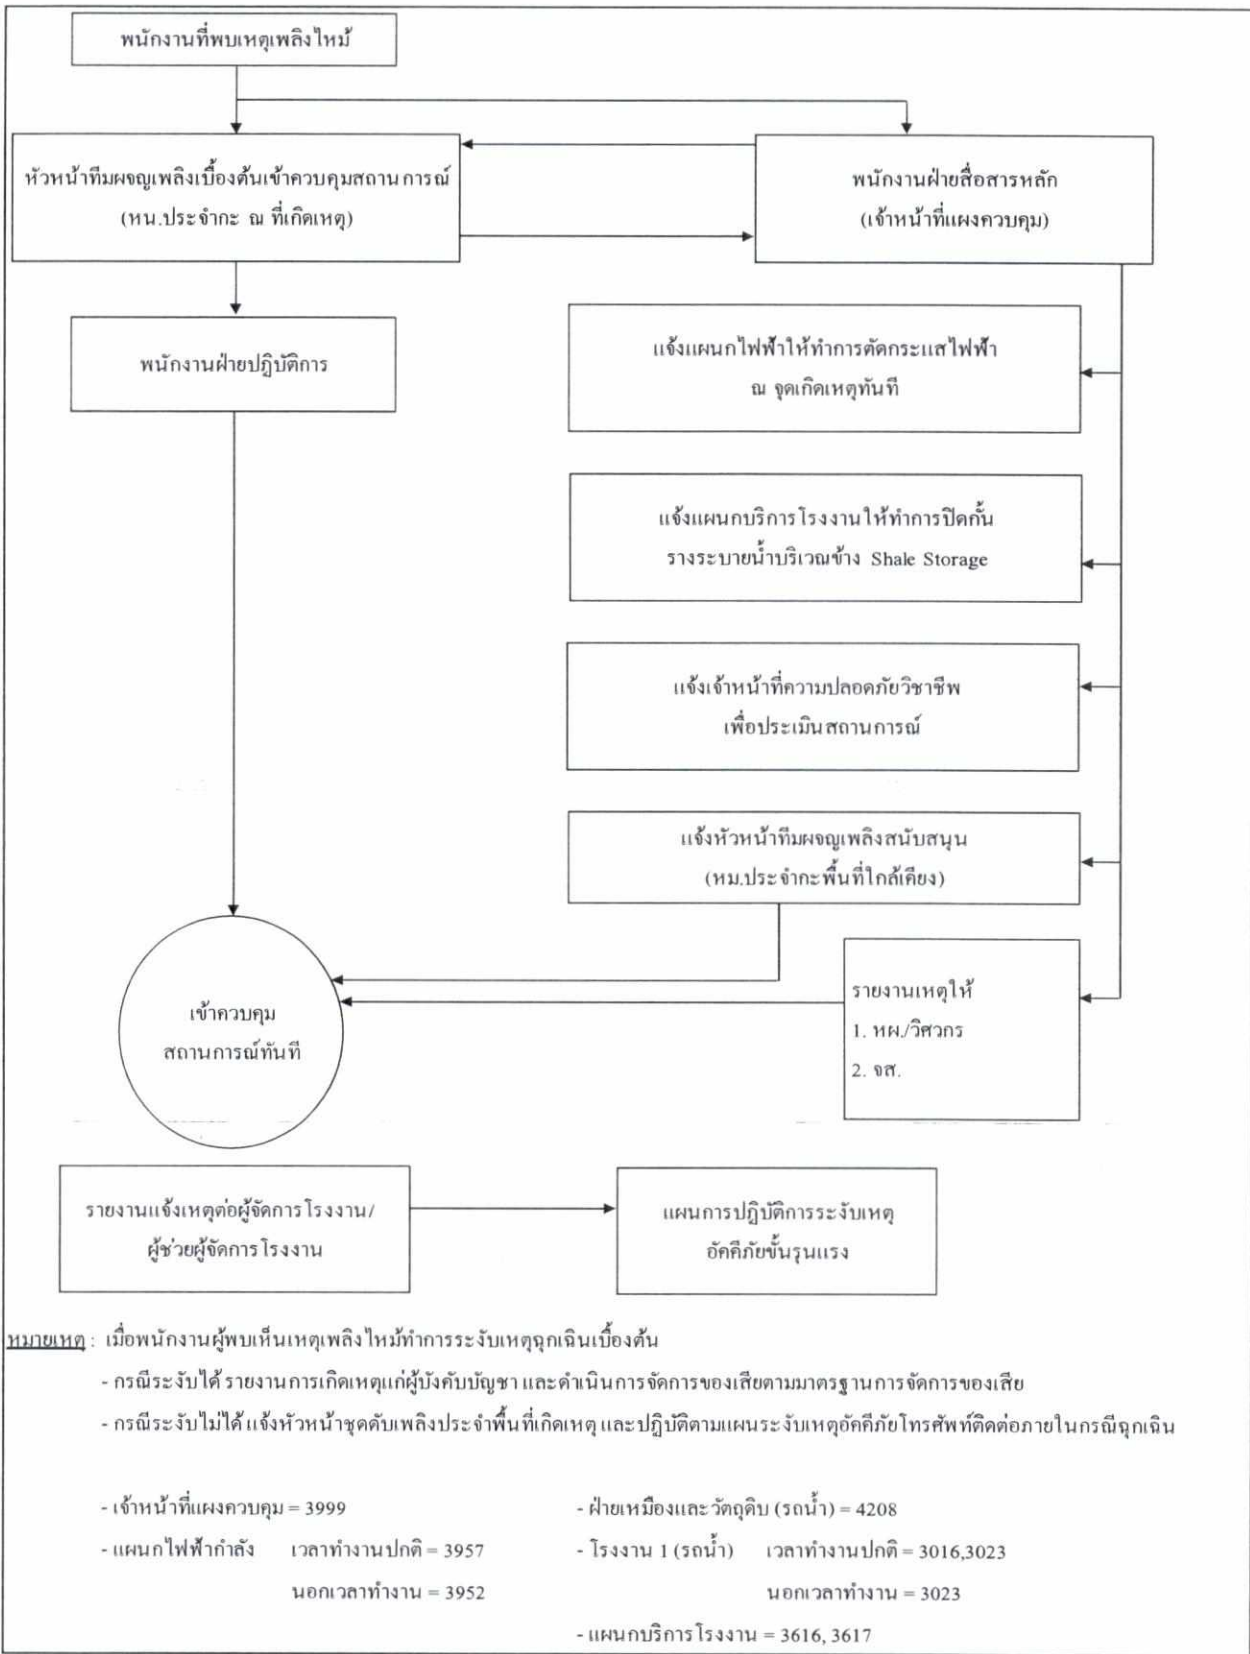 พนักงานที่พบเหตุเพลิงไหม้
หัวหน้าทีมผจญเพลิงเบื้องต้นเข้าควบคุมสถานการณ์
(หน.ประจำกะ ณ ที่เกิดเหตุ)
พนักงานฝ่ายสื่อสารหลัก
(เจ้าหน้าที่แผงควบคุม)
พนักงานฝ่ายปฏิบัติการ
แจ้งแผนกไฟฟ้าให้ทำการตัดกระแสไฟฟ้า
ณ จุดเกิดเหตุทันที
แจ้งแผนกบริการโรงงานให้ทำการปิดกั้น
รางระบายน้ำบริเวณข้าง Shale Storage
แจ้งเจ้าหน้าที่ความปลอดภัยวิชาชีพ
เพื่อประเมินสถานการณ์
แจ้งหัวหน้าทีมผจญเพลิงสนับสนุน
(หม.ประจำกะพื้นที่ใกล้เคียง)
เข้าควบคุม
สถานการณ์ทันที
รายงานเหตุให้
1. หผ./วิศวกร
2. จส.
รายงานแจ้งเหตุต่อผู้จัดการโรงงาน/
ผู้ช่วยผู้จัดการโรงงาน
แผนการปฏิบัติการระงับเหตุ
อัคคีภัยขั้นรุนแรง
หมายเหตุ : เมื่อพนักงานผู้พบเห็นเหตุเพลิงไหม้ทำการระงับเหตุฉุกเฉินเบื้องต้น
- กรณีระงับได้ รายงานการเกิดเหตุแก่ผู้บังคับบัญชา และดำเนินการจัดการของเสียตามมาตรฐานการจัดการของเสีย
- กรณีระงับไม่ได้ แจ้งหัวหน้าชุดดับเพลิงประจำพื้นที่เกิดเหตุ และปฏิบัติตามแผนระงับเหตุอัคคีภัยโทรศัพท์ติดต่อภายในกรณีฉุกเฉิน
- เจ้าหน้าที่แผงควบคุม = 3999
- ฝ่ายเหมืองและวัตถุดิบ (รถน้ำ) = 4208
- แผนกไฟฟ้ากำลัง เวลาทำงานปกติ = 3957
- โรงงาน 1 (รถน้ำ) เวลาทำงานปกติ = 3016,3023
นอกเวลาทำงาน = 3952
นอกเวลาทำงาน = 3023
- แผนกบริการโรงงาน = 3616, 3617